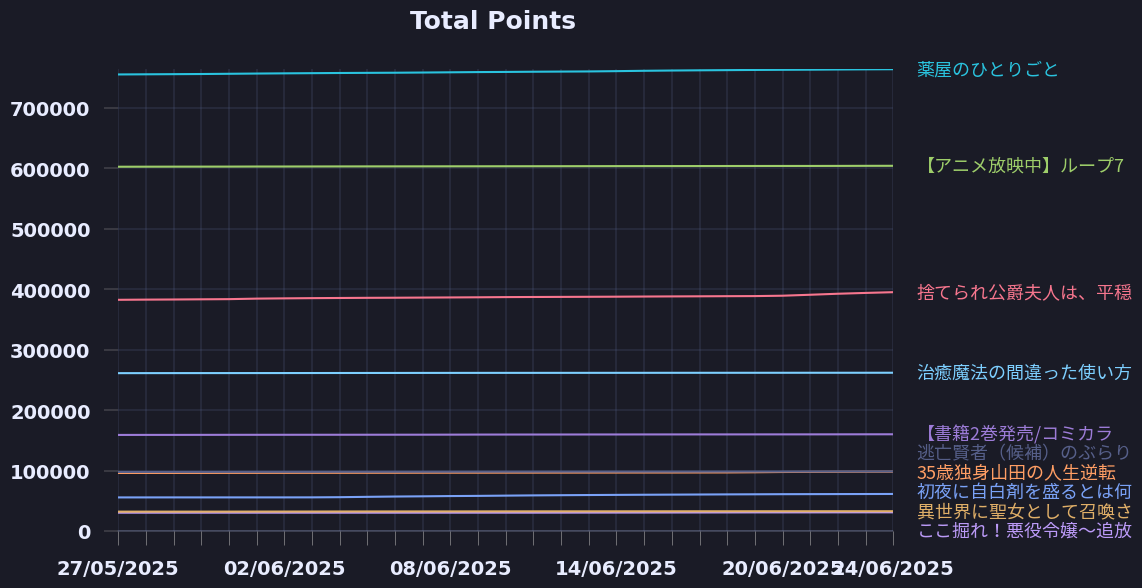 Total Points
700000
600000
500000
400000
300000
200000
100000
0
27/05/2025
02/06/2025
08/06/2025
14/06/2025
20/06/2025
24/06/2025
薬屋のひとりごと
【アニメ放映中】ループ7
捨てられ公爵夫人は、平穏
治癒魔法の間違った使い方
【書籍2巻発売/コミカラ
逃亡賢者（候補）のぶらり
35歳独身山田の人生逆転
初夜に自白剤を盛るとは何
異世界に聖女として召喚さ
ここ掘れ！悪役令嬢～追放